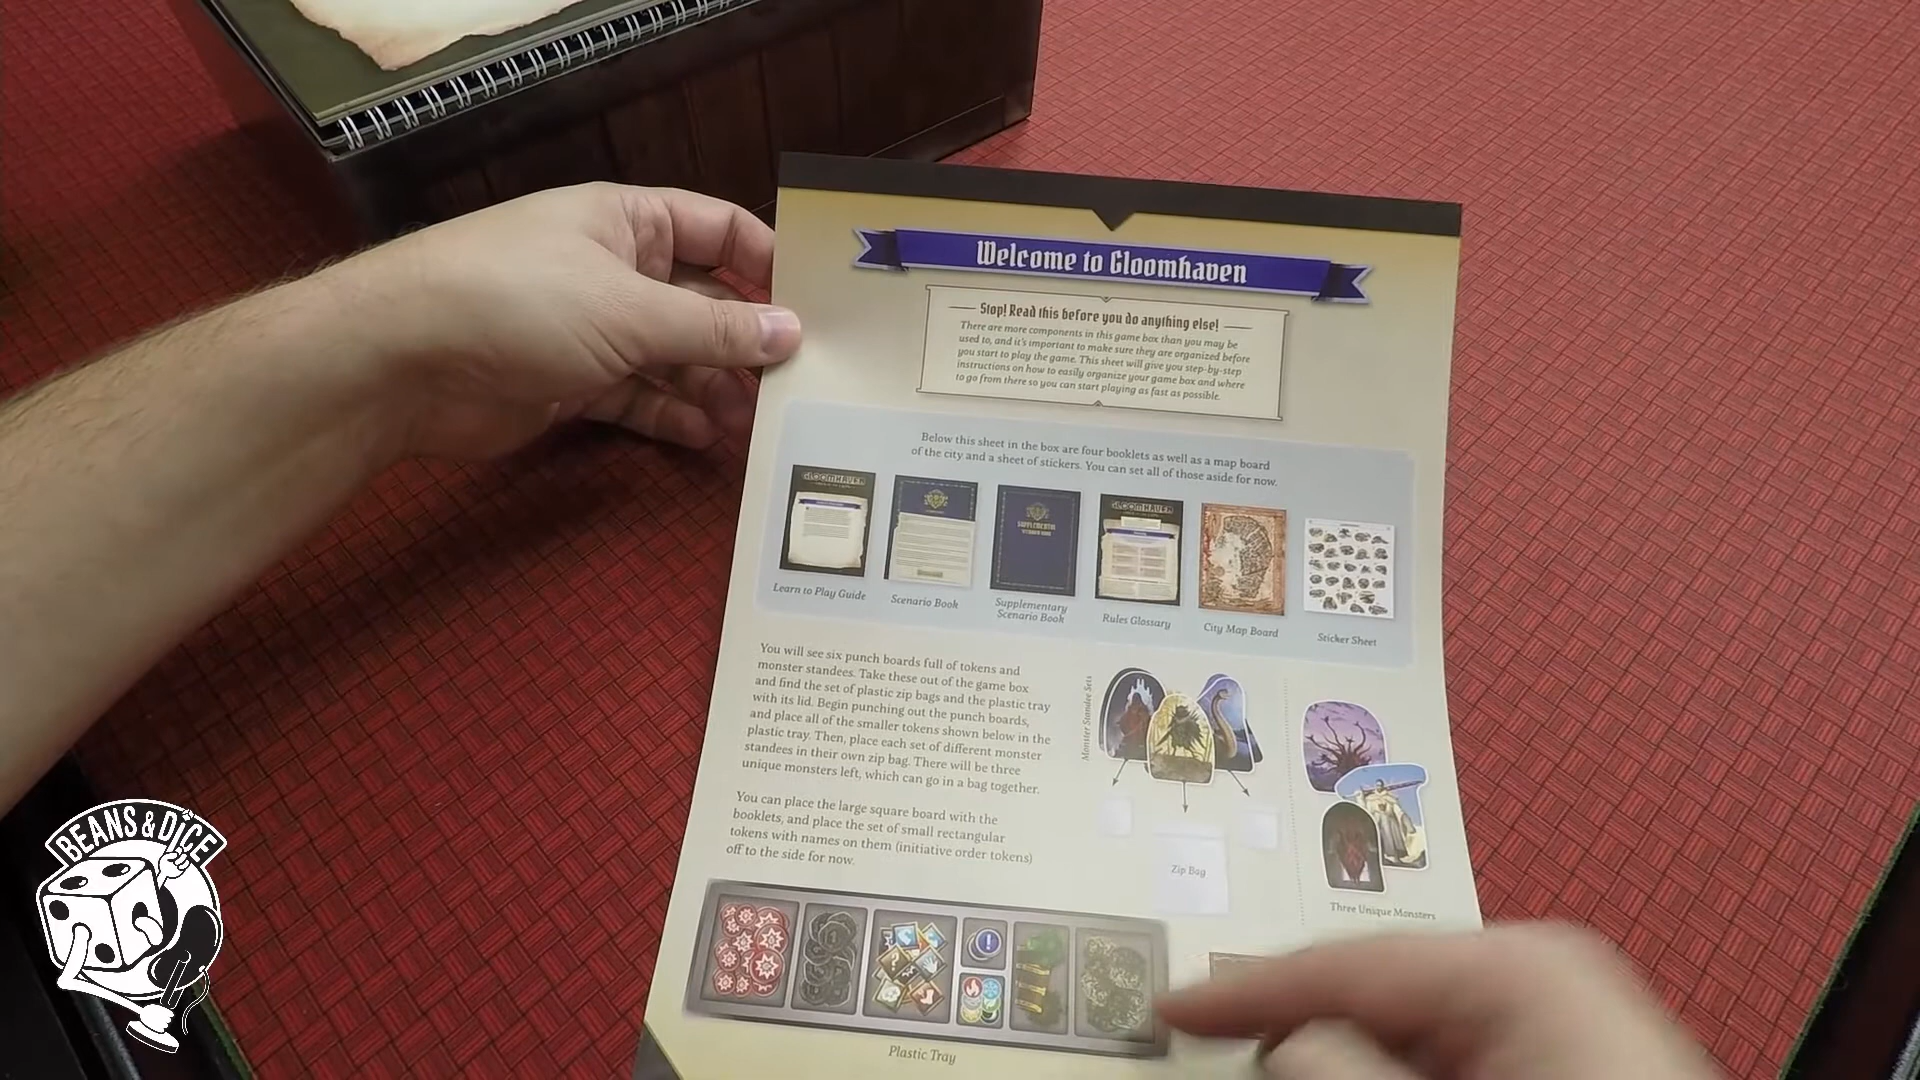 Welcome to Gloomhaven
Stop! Read this before you do anything else!
There are more components in this game box than you may be
used to, and it's important to make sure they are organized before
you start to play the game. This sheet will give you step-by-step
instructions on how to easily organize your game box and where
to go from there so you can start playing as fast as possible.
Below this sheet in the box are four booklets as well as a map board
of the city and a sheet of stickers. You can set all of those aside for now.
GLOOMHAVEN
SUPPLEMENTAL
SCENARIO BOOK
GLOOMHAVEN
Learn to Play Guide
Scenario Book
Supplementary
Scenario Book
Rules Glossary
City Map Board
Sticker Sheet
You will see six punch boards full of tokens and
monster standees. Take these out of the game box
and find the set of plastic zip bags and the plastic tray
with its lid. Begin punching out the punch boards,
and place all of the smaller tokens shown below in the
plastic tray. Then, place each set of different monster
standees in their own zip bag. There will be three
unique monsters left, which can go in a bag together.
You can place the large square board with the
booklets, and place the set of small rectangular
tokens with names on them (initiative order tokens)
off to the side for now.
Monster Standee Sets
Zip Bag
Three Unique Monsters
Plastic Tray
BEANS & DICE